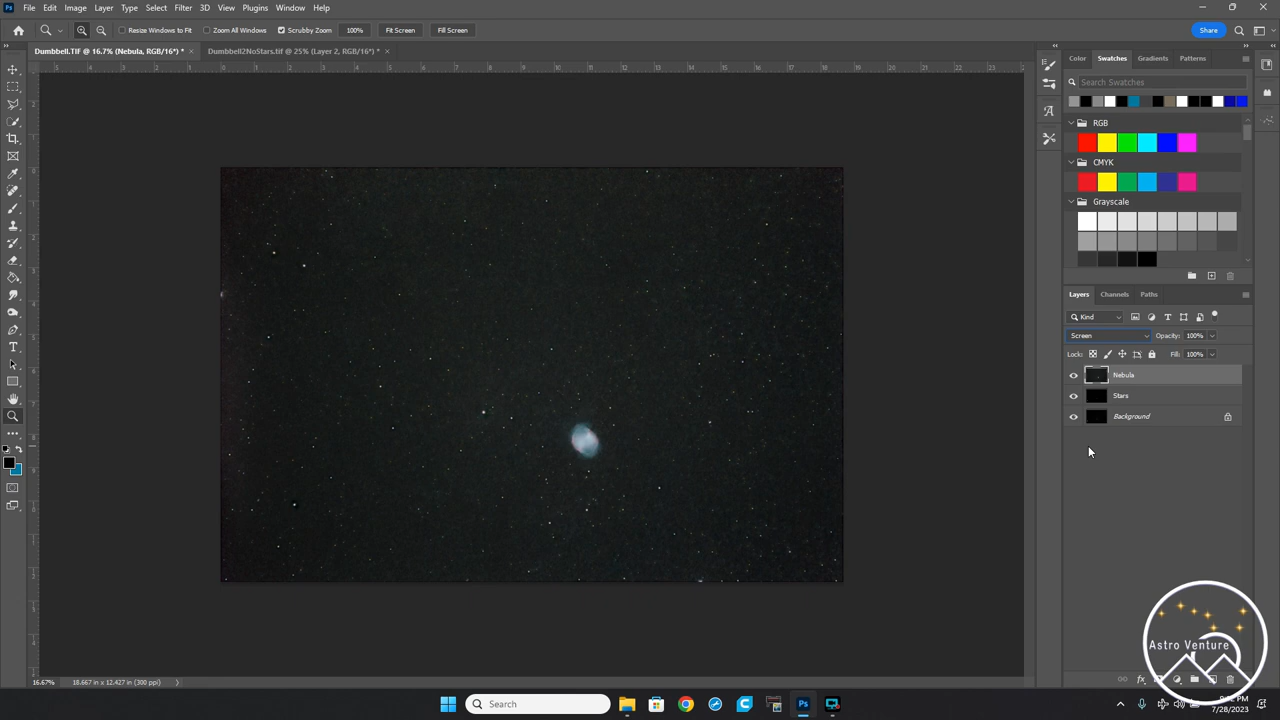 File Edit Image Layer Type Select Filter 3D View Plugins Window Help
Resize Windows to Fit Zoom All Windows Scrubby Zoom 100% Fit Screen Fill Screen Share
Dumbbell.TIF @ 16.7% (Nebula, RGB/16*) * × Dumbbell2NoStars.tif @ 25% (Layer 2, RGB/16*) * ×
Color Swatches Gradients Patterns
Search Swatches
RGB
CMYK
Grayscale
Layers Channels Paths
Kind
Screen Opacity: 100%
Lock: Fill: 100%
Nebula
Stars
Background
Astro Venture
16.67% 18.667 in x 12.427 in (300 ppi)
Search
7/28/2023